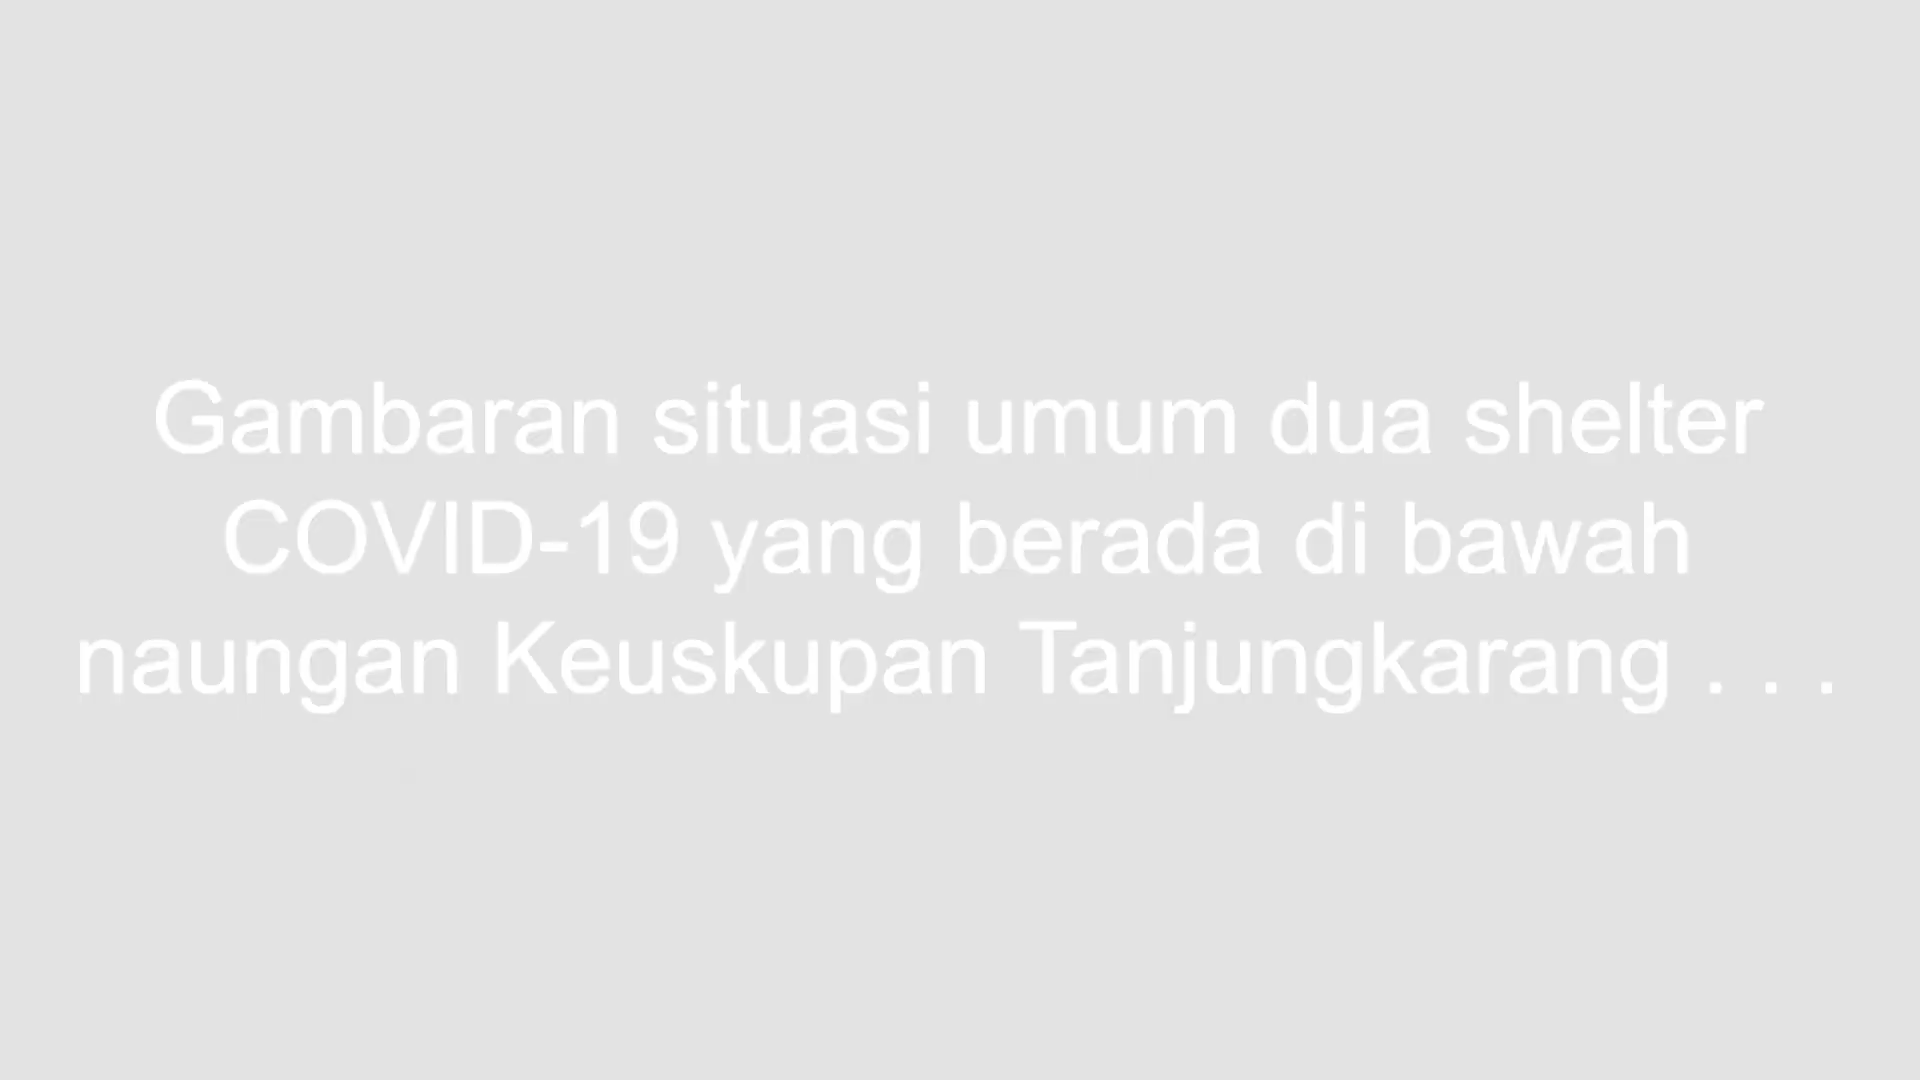 Gambaran situasi umum dua shelter
COVID-19 yang berada di bawah
naungan Keuskupan Tanjungkarang . . .